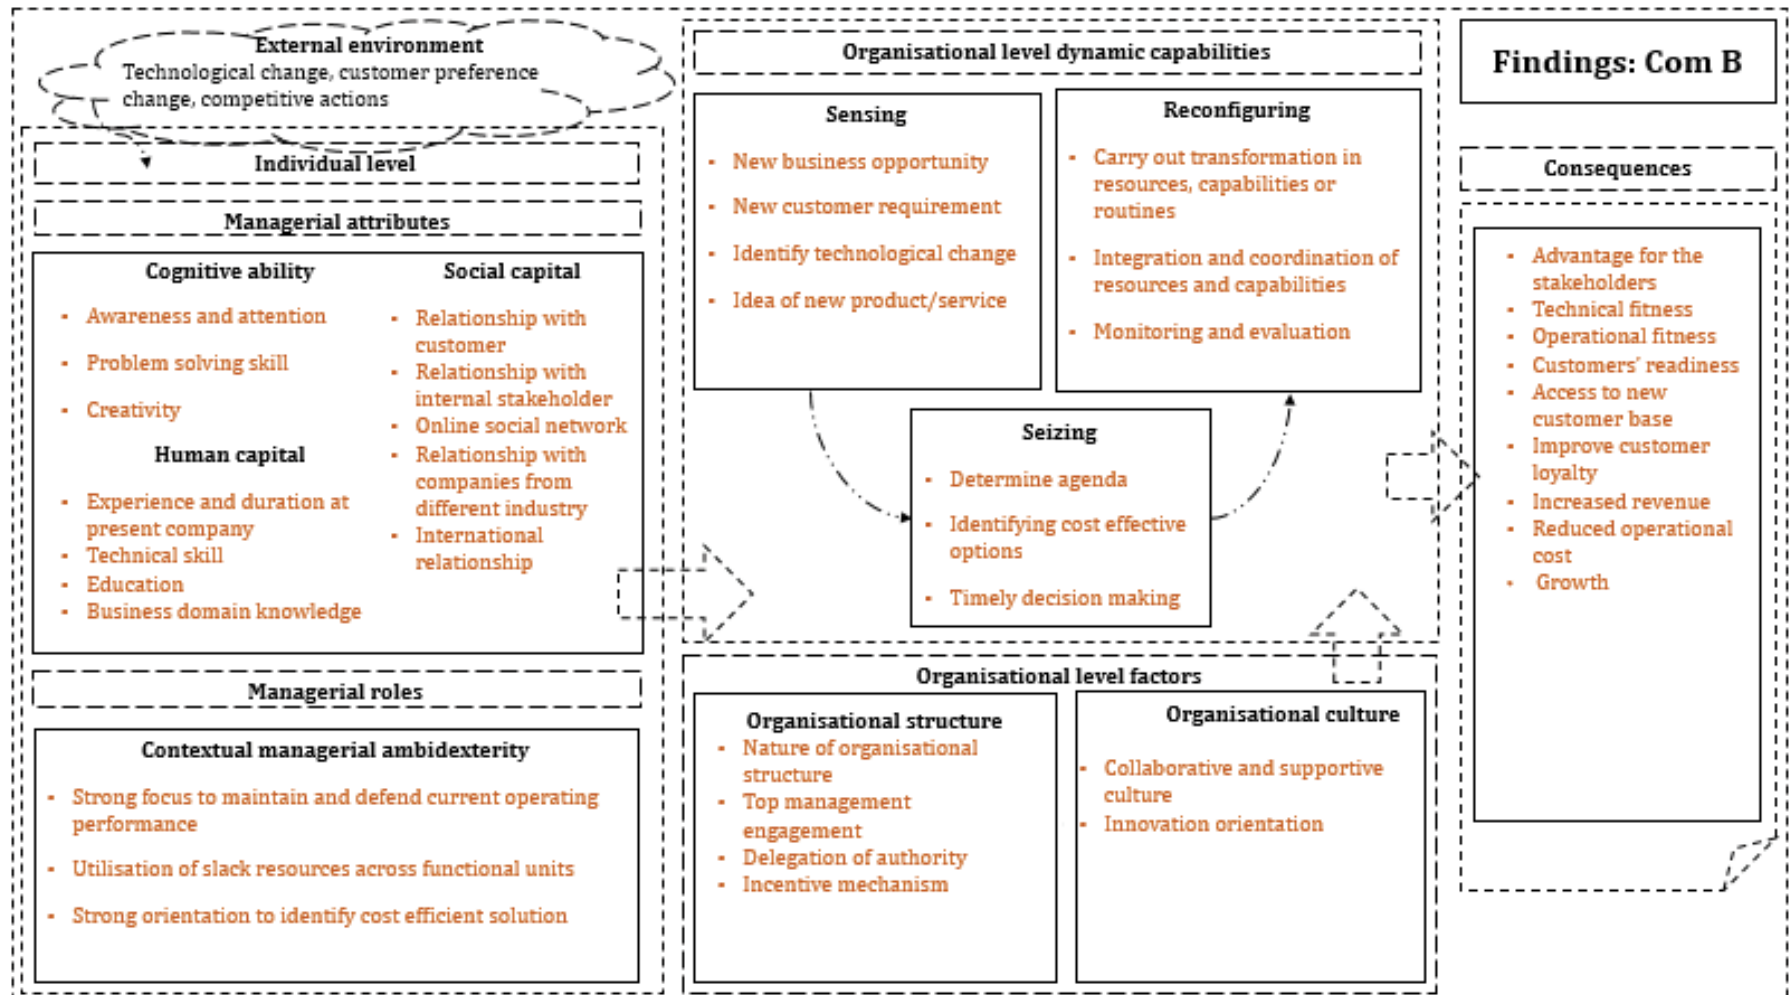 External environment
Technological change, customer preference
change, competitive actions
Individual level
Managerial attributes
Cognitive ability
▪ Awareness and attention
▪ Problem solving skill
▪ Creativity
Human capital
▪ Experience and duration at
present company
▪ Technical skill
▪ Education
▪ Business domain knowledge
Social capital
▪ Relationship with
customer
▪ Relationship with
internal stakeholder
▪ Online social network
▪ Relationship with
companies from
different industry
▪ International
relationship
Managerial roles
Contextual managerial ambidexterity
▪ Strong focus to maintain and defend current operating
performance
▪ Utilisation of slack resources across functional units
▪ Strong orientation to identify cost efficient solution
Organisational level dynamic capabilities
Sensing
▪ New business opportunity
▪ New customer requirement
▪ Identify technological change
▪ Idea of new product/service
Reconfiguring
▪ Carry out transformation in
resources, capabilities or
routines
▪ Integration and coordination of
resources and capabilities
▪ Monitoring and evaluation
Seizing
▪ Determine agenda
▪ Identifying cost effective
options
▪ Timely decision making
Organisational level factors
Organisational structure
▪ Nature of organisational
structure
▪ Top management
engagement
▪ Delegation of authority
▪ Incentive mechanism
Organisational culture
▪ Collaborative and supportive
culture
▪ Innovation orientation
Findings: Com B
Consequences
▪ Advantage for the
stakeholders
▪ Technical fitness
▪ Operational fitness
▪ Customers’ readiness
▪ Access to new
customer base
▪ Improve customer
loyalty
▪ Increased revenue
▪ Reduced operational
cost
▪ Growth